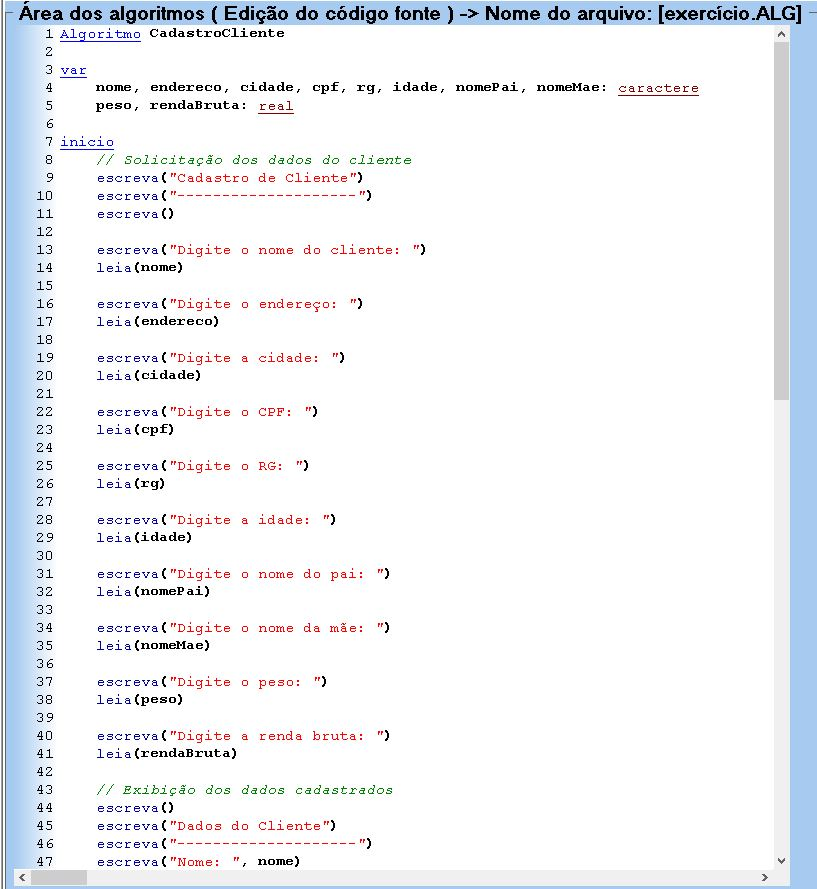 Área dos algoritmos ( Edição do código fonte ) -> Nome do arquivo: [exercício.ALG]
1 Algoritmo CadastroCliente
2
3 var
4     nome, endereco, cidade, cpf, rg, idade, nomePai, nomeMae: caractere
5     peso, rendaBruta: real
6
7 inicio
8     // Solicitação dos dados do cliente
9     escreva("Cadastro de Cliente")
10     escreva("--------------------")
11     escreva()
12
13     escreva("Digite o nome do cliente: ")
14     leia(nome)
15
16     escreva("Digite o endereço: ")
17     leia(endereco)
18
19     escreva("Digite a cidade: ")
20     leia(cidade)
21
22     escreva("Digite o CPF: ")
23     leia(cpf)
24
25     escreva("Digite o RG: ")
26     leia(rg)
27
28     escreva("Digite a idade: ")
29     leia(idade)
30
31     escreva("Digite o nome do pai: ")
32     leia(nomePai)
33
34     escreva("Digite o nome da mãe: ")
35     leia(nomeMae)
36
37     escreva("Digite o peso: ")
38     leia(peso)
39
40     escreva("Digite a renda bruta: ")
41     leia(rendaBruta)
42
43     // Exibição dos dados cadastrados
44     escreva()
45     escreva("Dados do Cliente")
46     escreva("--------------------")
47     escreva("Nome: ", nome)